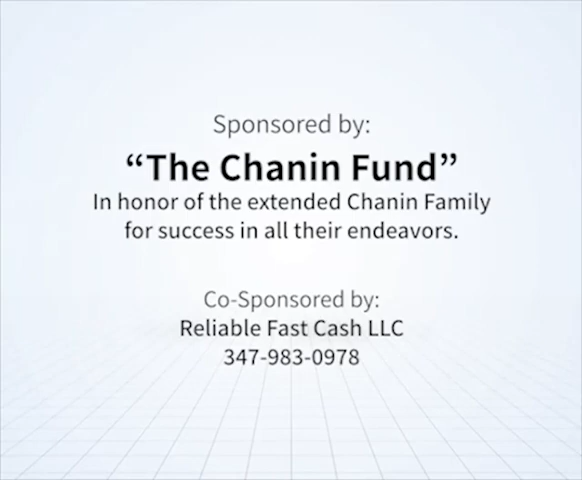 Sponsored by:
“The Chanin Fund”
In honor of the extended Chanin Family
for success in all their endeavors.
Co-Sponsored by:
Reliable Fast Cash LLC
347-983-0978